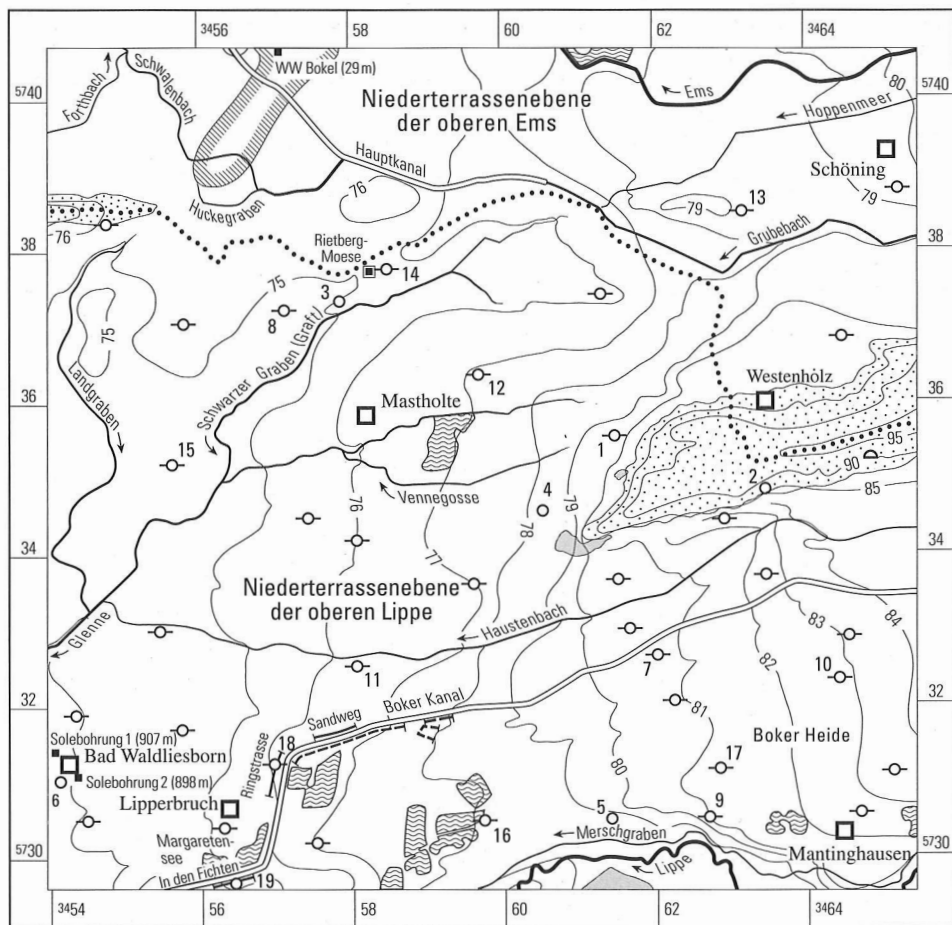 3456
58
60
62
3464
5740
Forthbach
Schwalenbach
WW Bokel (29 m)
Niederterrassenebene
der oberen Ems
Ems
80
5740
Hoppenmeer
Hauptkanal
Huckegraben
76
Schöning
79
13
79
38
76
Rietberg-
Moese
14
Grubebach
38
75
75
3
8
Schwarzer Graben (Graft)
Landgraben
36
12
Mastholte
Westenholz
36
95
90
15
1
2
85
Vennegosse
4
76
79
78
77
34
34
Niederterrassenebene
der oberen Lippe
Haustenbach
Glenne
83
84
82
7
10
11
32
32
Boker Kanal
Sandweg
81
Solebohrung 1 (907 m)
Bad Waldliesborn
Solebohrung 2 (898 m)
Ringstrasse
18
Boker Heide
17
6
Lipperbruch
80
5
9
16
Margareten-
see
Merschgraben
5730
5730
Mantinghausen
In den Fichten
19
Lippe
3454
56
58
60
62
3464